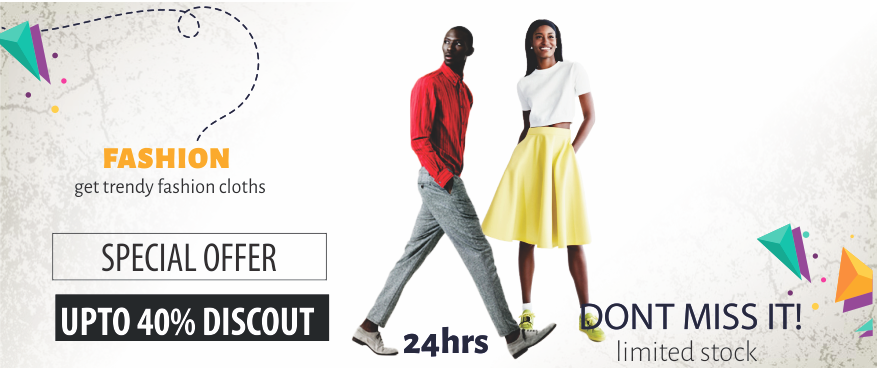 FASHION
get trendy fashion cloths
SPECIAL OFFER
UPTO 40% DISCOUT
24hrs
DONT MISS IT!
limited stock